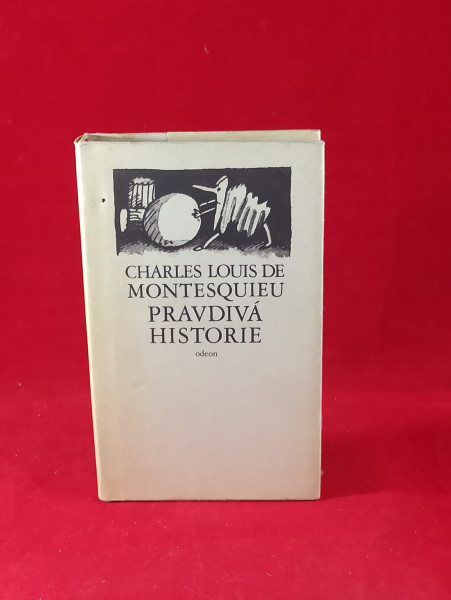 CHARLES LOUIS DE
MONTESQUIEU
PRAVDIVÁ
HISTORIE
odeon